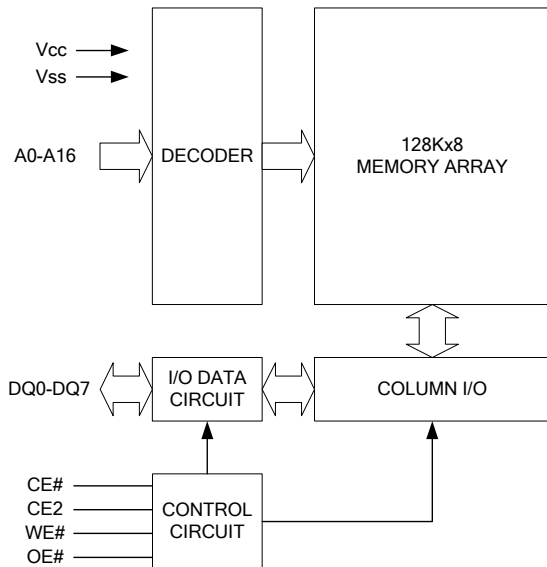 Vcc
Vss
A0-A16
DECODER
128Kx8
MEMORY ARRAY
DQ0-DQ7
I/O DATA
CIRCUIT
COLUMN I/O
CE#
CE2
WE#
OE#
CONTROL
CIRCUIT